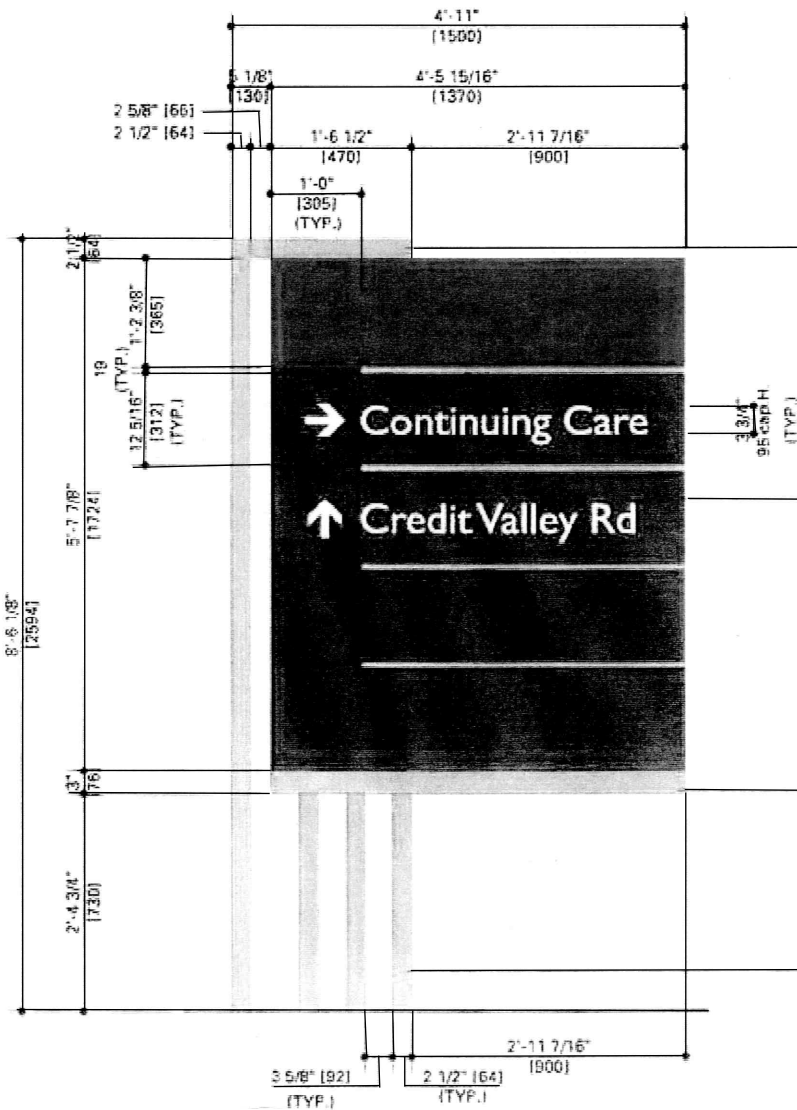 4'-11"
(1500)
5 1/8"
[130]
4'-5 15/16"
(1370)
2 5/8" [66]
2 1/2" [64]
1'-6 1/2"
[470]
2'-11 7/16"
[900]
1'-0"
[305]
(TYP.)
2 1/2"
[64]
1'-2 3/8"
[365]
19
(TYP.)
12 5/16"
[312]
(TYP.)
→ Continuing Care
3 3/4"
95 cap H.
(TYP.)
↑ Credit Valley Rd
5'-7 7/8"
[1724]
8'-6 1/8"
[2594]
3"
[76]
2'-4 3/4"
[730]
2'-11 7/16"
[900]
3 5/8" [92]
(TYP.)
2 1/2" [64]
(TYP.)